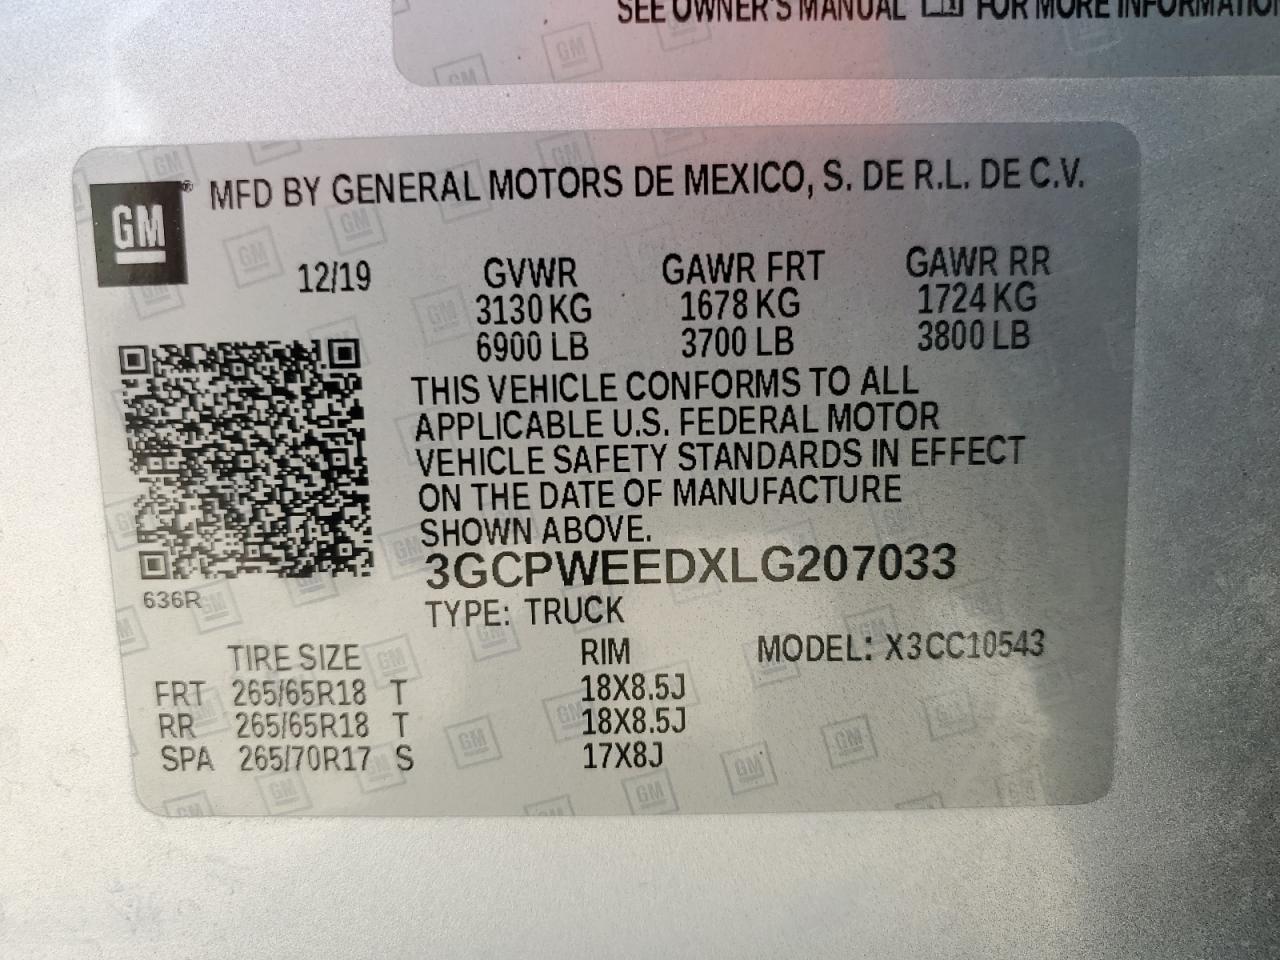 SEE OWNER'S MANUAL FOR MORE INFORMATION
GM® MFD BY GENERAL MOTORS DE MEXICO, S. DE R.L. DE C.V.
12/19 GVWR GAWR FRT GAWR RR
3130 KG 1678 KG 1724 KG
6900 LB 3700 LB 3800 LB
THIS VEHICLE CONFORMS TO ALL
APPLICABLE U.S. FEDERAL MOTOR
VEHICLE SAFETY STANDARDS IN EFFECT
ON THE DATE OF MANUFACTURE
SHOWN ABOVE.
3GCPWEEDXLG207033
636R
TYPE: TRUCK
TIRE SIZE RIM MODEL: X3CC10543
FRT 265/65R18 T 18X8.5J
RR 265/65R18 T 18X8.5J
SPA 265/70R17 S 17X8J